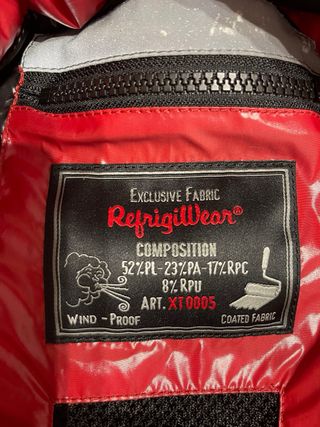 EXCLUSIVE FABRIC
RefrigiWear®
COMPOSITION
52%PL-23%PA-17%RPC
8%RPU
ART. XT0005
WIND-PROOF
COATED FABRIC